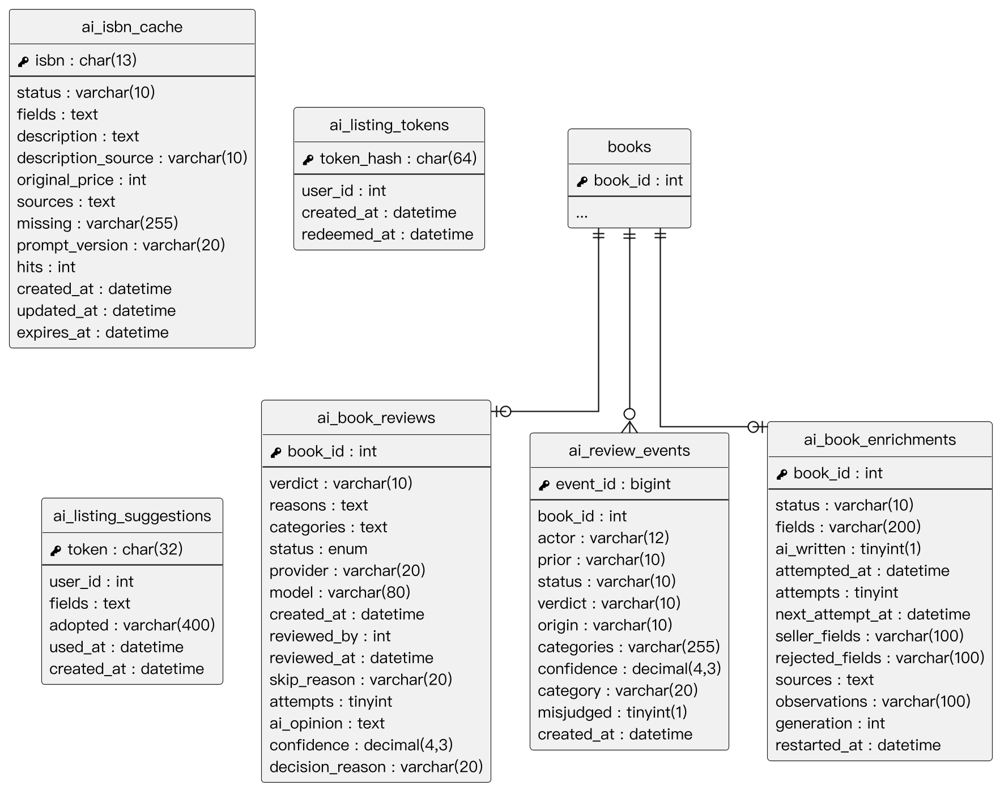 ai_isbn_cache
isbn : char(13)
status : varchar(10)
fields : text
description : text
description_source : varchar(10)
original_price : int
sources : text
missing : varchar(255)
prompt_version : varchar(20)
hits : int
created_at : datetime
updated_at : datetime
expires_at : datetime
ai_listing_tokens
token_hash : char(64)
user_id : int
created_at : datetime
redeemed_at : datetime
books
book_id : int
...
ai_listing_suggestions
token : char(32)
user_id : int
fields : text
adopted : varchar(400)
used_at : datetime
created_at : datetime
ai_book_reviews
book_id : int
verdict : varchar(10)
reasons : text
categories : text
status : enum
provider : varchar(20)
model : varchar(80)
created_at : datetime
reviewed_by : int
reviewed_at : datetime
skip_reason : varchar(20)
attempts : tinyint
ai_opinion : text
confidence : decimal(4,3)
decision_reason : varchar(20)
ai_review_events
event_id : bigint
book_id : int
actor : varchar(12)
prior : varchar(10)
status : varchar(10)
verdict : varchar(10)
origin : varchar(10)
categories : varchar(255)
confidence : decimal(4,3)
category : varchar(20)
misjudged : tinyint(1)
created_at : datetime
ai_book_enrichments
book_id : int
status : varchar(10)
fields : varchar(200)
ai_written : tinyint(1)
attempted_at : datetime
attempts : tinyint
next_attempt_at : datetime
seller_fields : varchar(100)
rejected_fields : varchar(100)
sources : text
observations : varchar(100)
generation : int
restarted_at : datetime